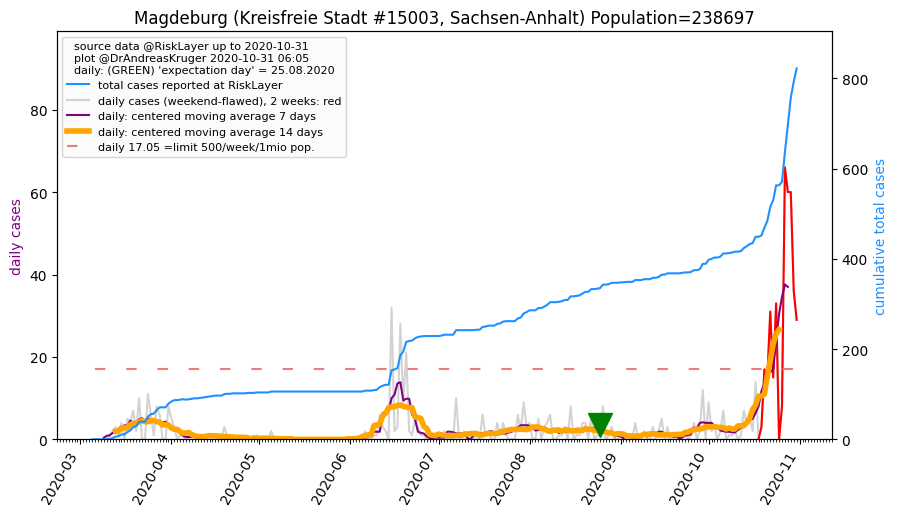 Magdeburg (Kreisfreie Stadt #15003, Sachsen-Anhalt) Population=238697
source data @RiskLayer up to 2020-10-31
plot @DrAndreasKruger 2020-10-31 06:05
daily: (GREEN) 'expectation day' = 25.08.2020
total cases reported at RiskLayer
daily cases (weekend-flawed), 2 weeks: red
daily: centered moving average 7 days
daily: centered moving average 14 days
daily 17.05 =limit 500/week/1mio pop.
daily cases
80
60
40
20
0
cumulative total cases
800
600
400
200
0
2020-03
2020-04
2020-05
2020-06
2020-07
2020-08
2020-09
2020-10
2020-11